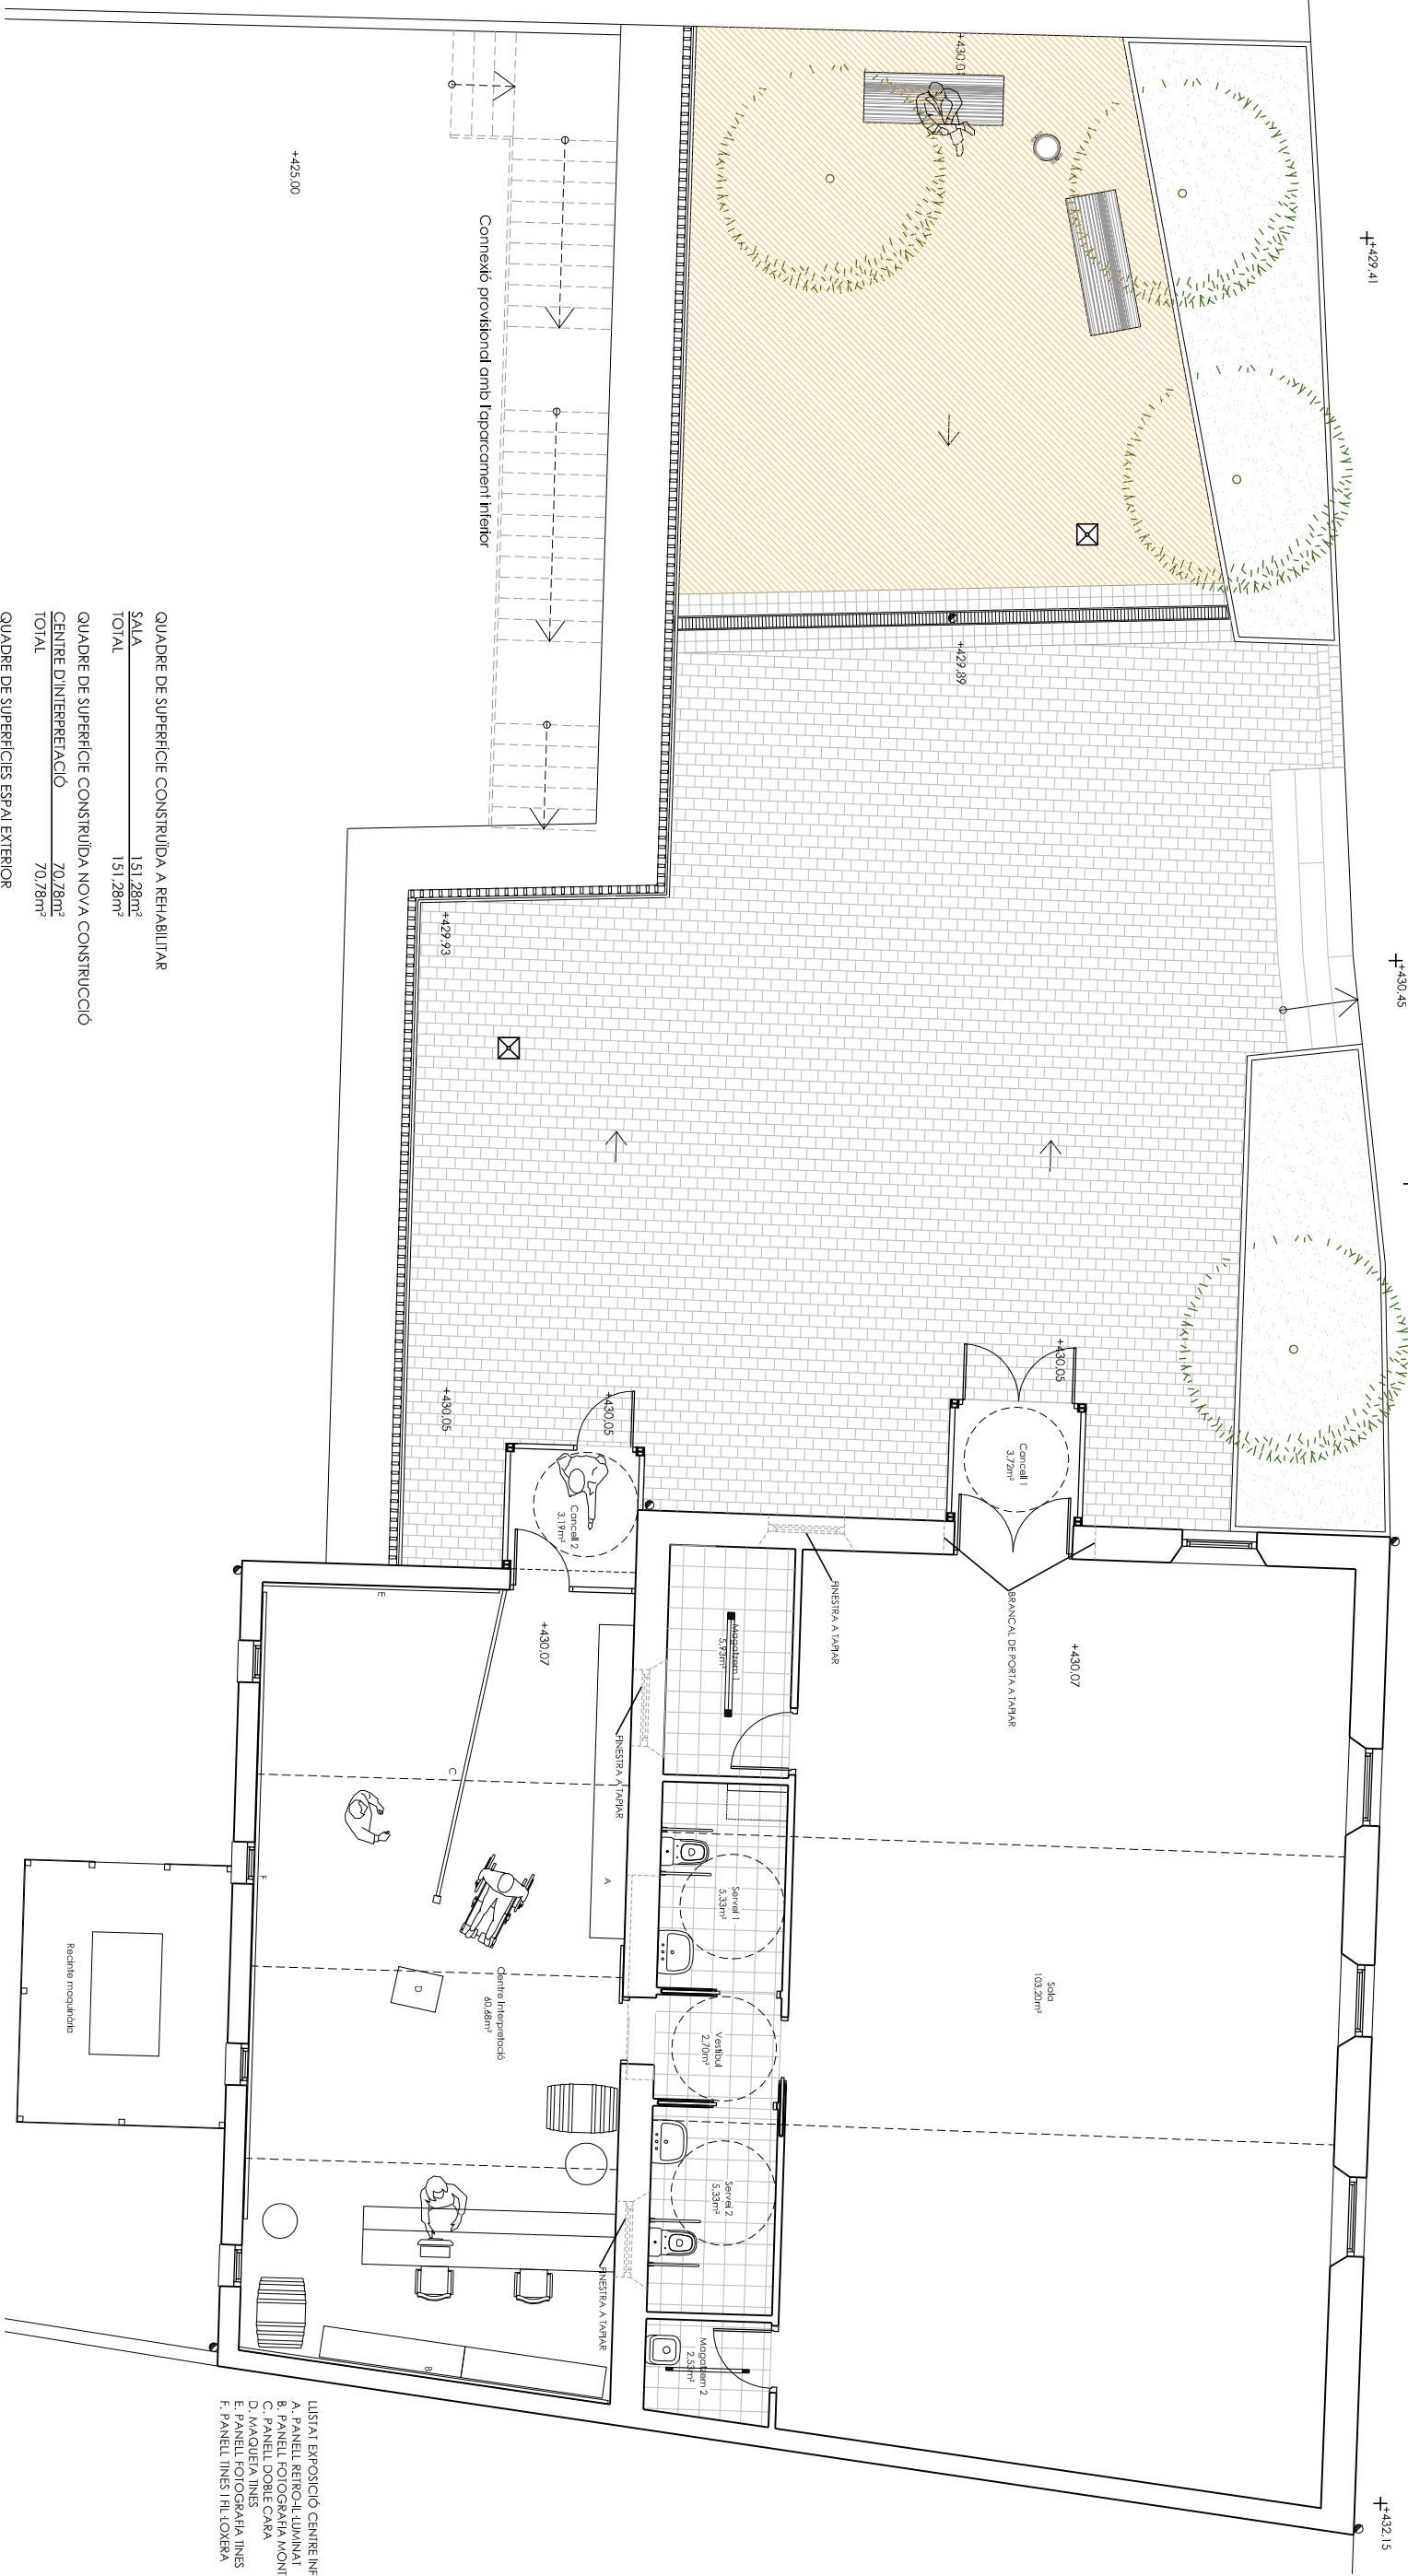 +429,41
+430,45
+432,15
+430.01
+429,89
+430,05
Cancell 1
3,72m²
BRANCAL DE PORTA A TAPIAR
+430,07
Sala
103,20m²
FINESTRA A TAPIAR
Magatzem 1
5,93m²
Servei 1
5,33m²
Vestíbul
2,70m²
Servei 2
5,33m²
Magatzem 2
2,53m²
+430,05
Cancell 2
3,19m²
+430,07
FINESTRA A TAPIAR
A
FINESTRA A TAPIAR
Centre Interpretació
60,68m²
Connexió provisional amb l'aparcament inferior
+429,93
+430,05
C
D
B
E
F
+425,00
Recinte maquinària
LLISTAT EXPOSICIÓ CENTRE INF
A. PANELL RETRO-IL·LUMINAT
B. PANELL FOTOGRAFIA MONT
C. PANELL DOBLE CARA
D. MAQUETA TINES
E. PANELL FOTOGRAFIA TINES
F. PANELL TINES I FIL·LOXERA
QUADRE DE SUPERFÍCIE CONSTRUÏDA A REHABILITAR
SALA 151,28m²
TOTAL 151,28m²
QUADRE DE SUPERFÍCIE CONSTRUÏDA NOVA CONSTRUCCIÓ
CENTRE D'INTERPRETACIÓ 70,78m²
TOTAL 70,78m²
QUADRE DE SUPERFÍCIES ESPAI EXTERIOR